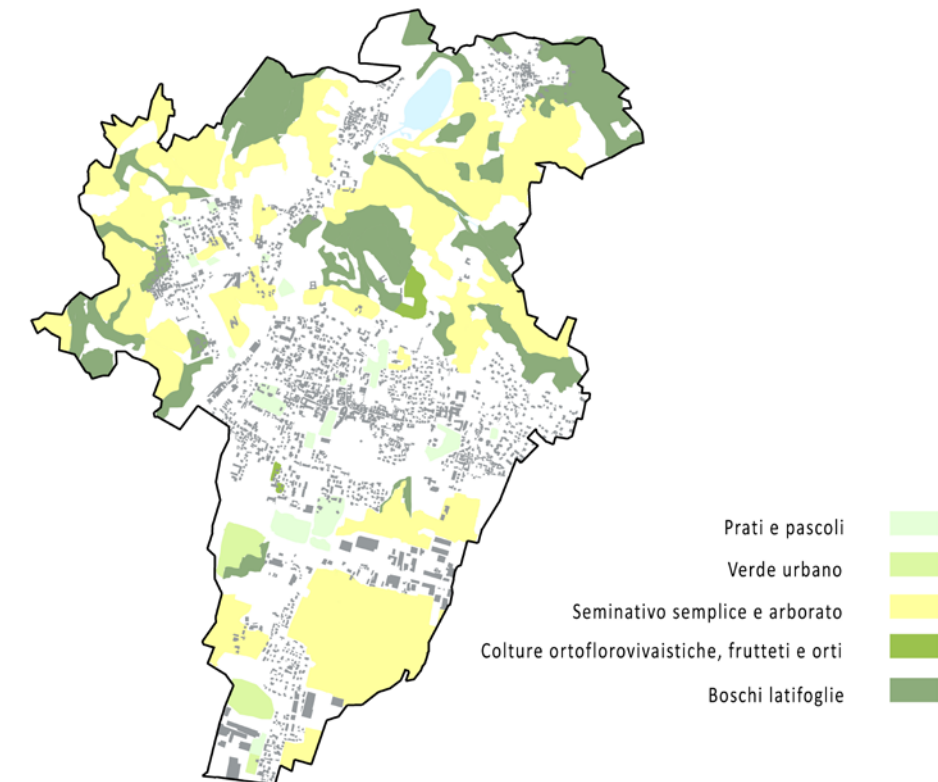 Prati e pascoli
Verde urbano
Seminativo semplice e arborato
Colture ortoflorovivaistiche, frutteti e orti
Boschi latifoglie